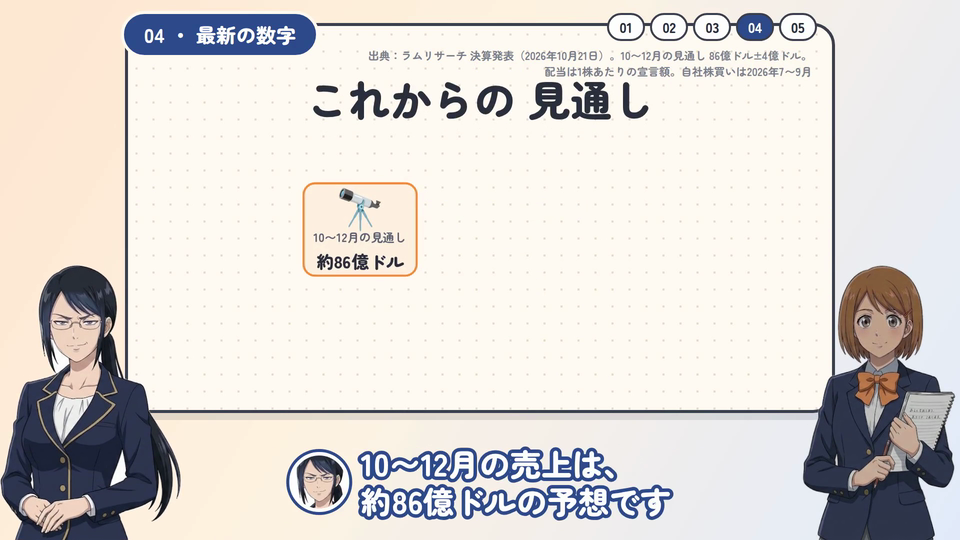 04 ・ 最新の数字
01 02 03 04 05
出典：ラムリサーチ 決算発表（2026年10月21日）。10〜12月の見通し 86億ドル±4億ドル。
配当は1株あたりの宣言額。自社株買いは2026年7〜9月
これからの 見通し
10〜12月の見通し
約86億ドル
10〜12月の売上は、
約86億ドルの予想です